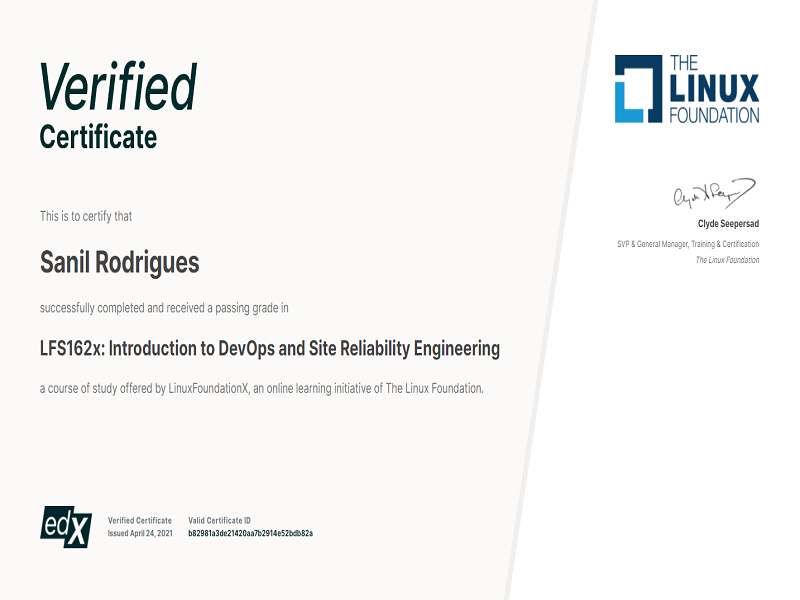 Verified
Certificate
This is to certify that
Sanil Rodrigues
successfully completed and received a passing grade in
LFS162x: Introduction to DevOps and Site Reliability Engineering
a course of study offered by LinuxFoundationX, an online learning initiative of The Linux Foundation.
edX
Verified Certificate
Issued April 24, 2021
Valid Certificate ID
b82981a3de21420aa7b2914e52bdb82a
THE
LINUX
FOUNDATION
Clyde Seepersad
SVP & General Manager, Training & Certification
The Linux Foundation